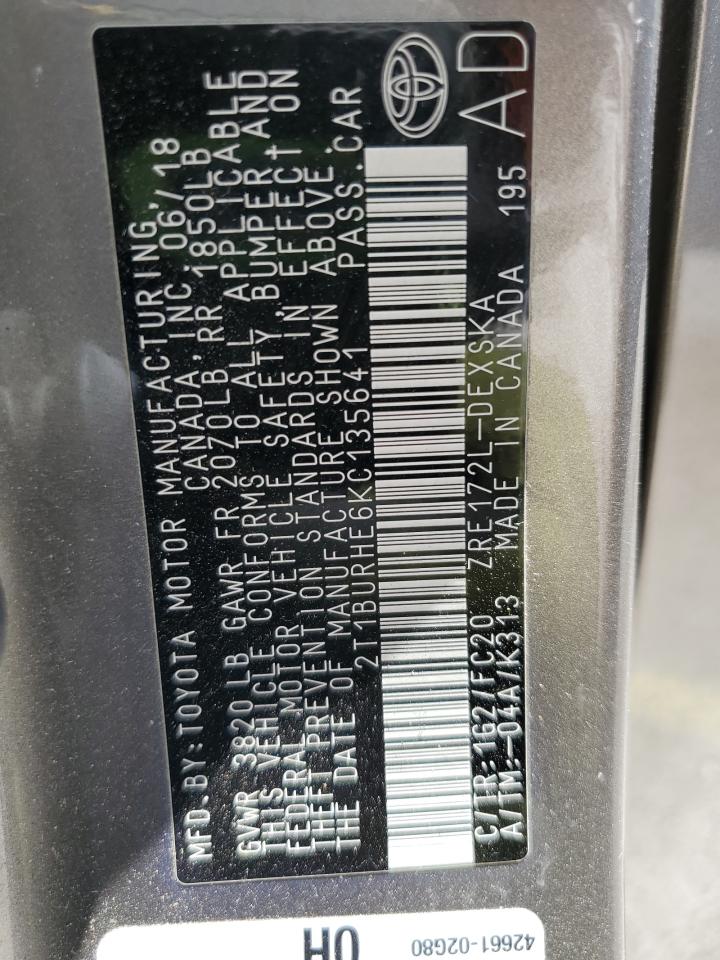 MFD.BY:TOYOTA MOTOR MANUFACTURING,
CANADA, INC. 06/18
GVWR 3820 LB GAWR FR 2070LB, RR 1850LB
THIS VEHICLE CONFORMS TO ALL APPLICABLE
FEDERAL MOTOR VEHICLE SAFETY, BUMPER AND
THEFT PREVENTION STANDARDS IN EFFECT ON
THE DATE OF MANUFACTURE SHOWN ABOVE.
2T1BURHE6KC135641 PASS. CAR
C/TR:1G2/FC20 ZRE172L-DEXSKA
A/TM:-04A/K313 MADE IN CANADA 195
AD
0H
42661-02G80